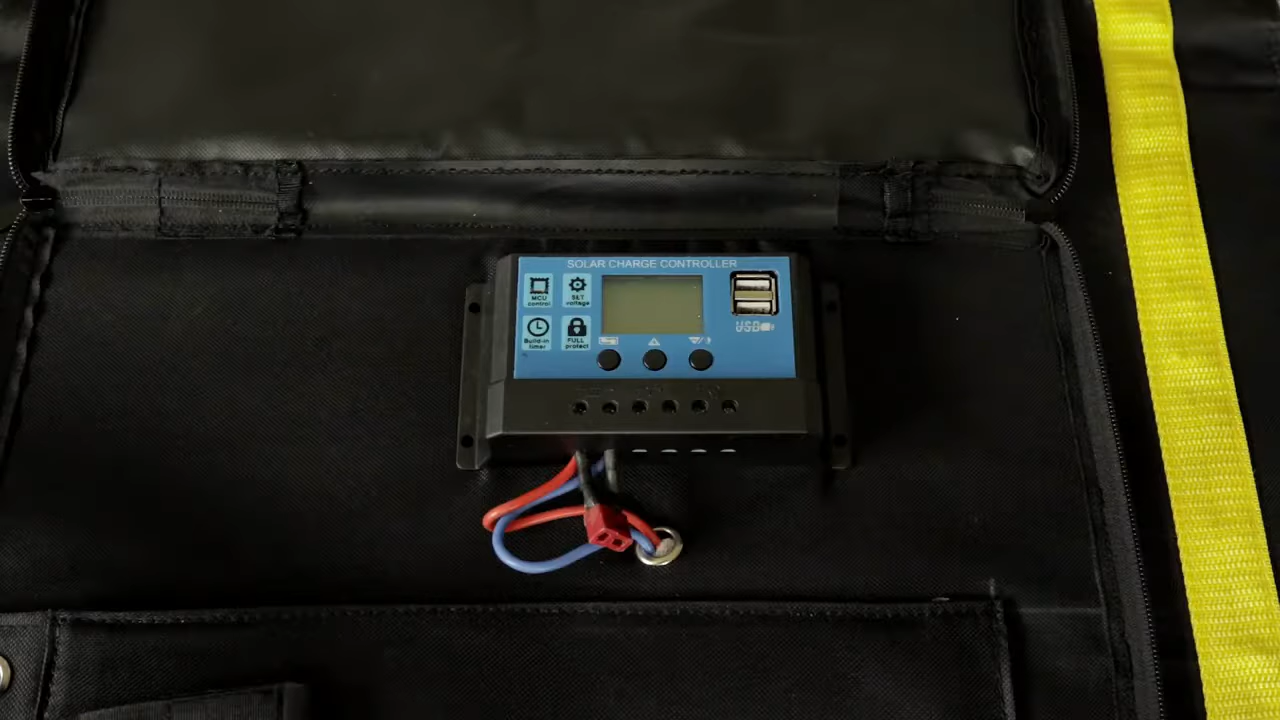 SOLAR CHARGE CONTROLLER
MCU
control
SET
voltage
Build-in
timer
FULL
protect
USB